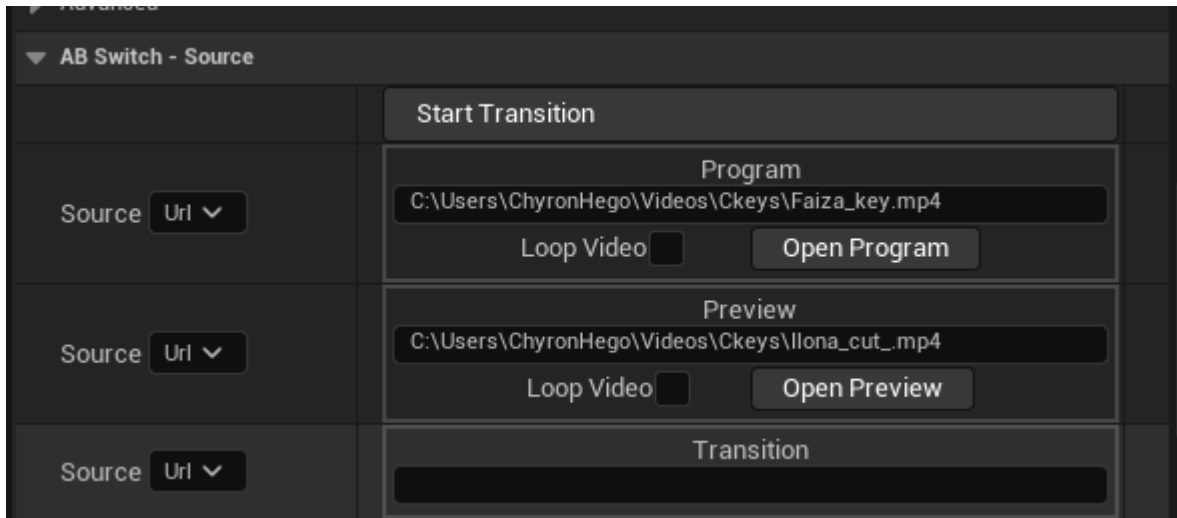 Advanced
AB Switch - Source
Start Transition
Program
Source Url C:\Users\ChyronHego\Videos\Ckeys\Faiza_key.mp4
Loop Video Open Program
Preview
Source Url C:\Users\ChyronHego\Videos\Ckeys\Ilona_cut_.mp4
Loop Video Open Preview
Transition
Source Url